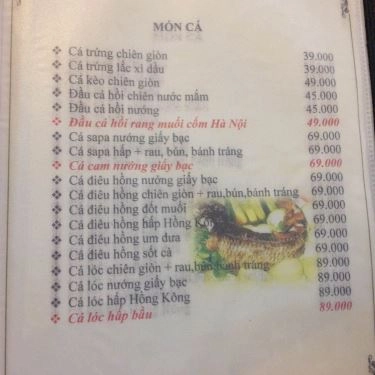 MÓN CÁ
Cá trứng chiên giòn 39.000
Cá trứng lắc xì dầu 39.000
Cá kèo chiên giòn 49.000
Đầu cá hồi chiên nước mắm 45.000
Đầu cá hồi nướng 45.000
Đầu cá hồi rang muối cốm Hà Nội 49.000
Cá sapa nướng giấy bạc 69.000
Cá sapa hấp + rau, bún, bánh tráng 69.000
Cá cam nướng giấy bạc 69.000
Cá điêu hồng nướng giấy bạc 69.000
Cá điêu hồng chiên giòn + rau,bún,bánh tráng 69.000
Cá điêu hồng đốt muối 69.000
Cá điêu hồng hấp Hồng Kông 69.000
Cá điêu hồng um dưa 69.000
Cá điêu hồng sốt cà 69.000
Cá lóc chiên giòn + rau,bún,bánh tráng 89.000
Cá lóc nướng giấy bạc 89.000
Cá lóc hấp Hồng Kông 89.000
Cá lóc hấp bầu 89.000